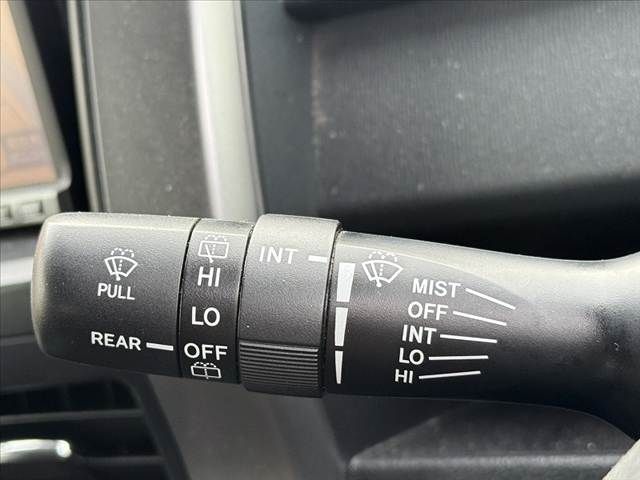 PULL
REAR
HI
LO
OFF
INT
MIST
OFF
INT
LO
HI